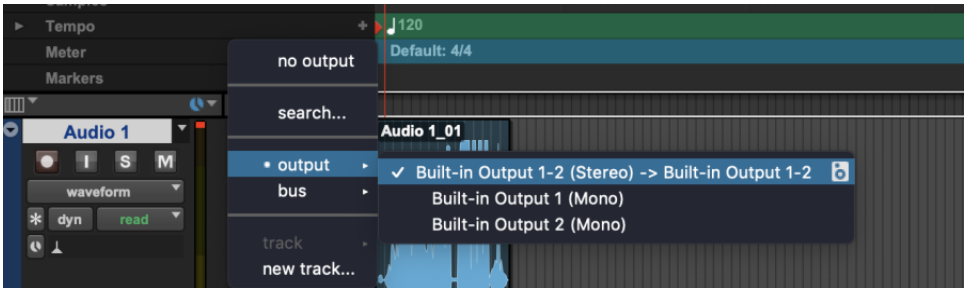 Samples
Tempo
120
Meter
Default: 4/4
Markers
no output
search...
Audio 1
Audio 1_01
I S M
output
Built-in Output 1-2 (Stereo) -> Built-in Output 1-2
waveform
bus
Built-in Output 1 (Mono)
* dyn read
Built-in Output 2 (Mono)
track
new track...